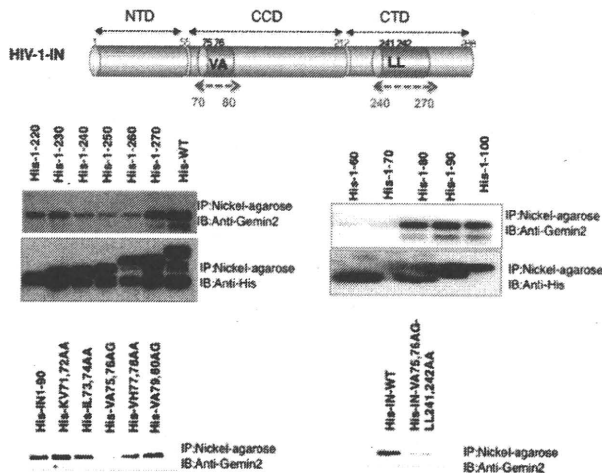 NTD CCD CTD
1 55 75,76 212 241,242
HIV-1-IN
VA LL
70 80 240 270
His-1-220 His-1-230 His-1-240 His-1-250 His-1-260 His-1-270 His-WT
IP:Nickel-agarose
IB:Anti-Gemin2
IP:Nickel-agarose
IB:Anti-His
His-1-60 His-1-70 His-1-80 His-1-90 His-1-100
IP:Nickel-agarose
IB:Anti-Gemin2
IP:Nickel-agarose
IB:Anti-His
His-IN1-90 His-KV71,72AA His-IL73,74AA His-VA75,76AG His-VH77,78AA His-VA79,80AG
IP:Nickel-agarose
IB:Anti-Gemin2
His-IN-WT
His-IN-VA75,76AG-
LL241,242AA
IP:Nickel-agarose
IB:Anti-Gemin2